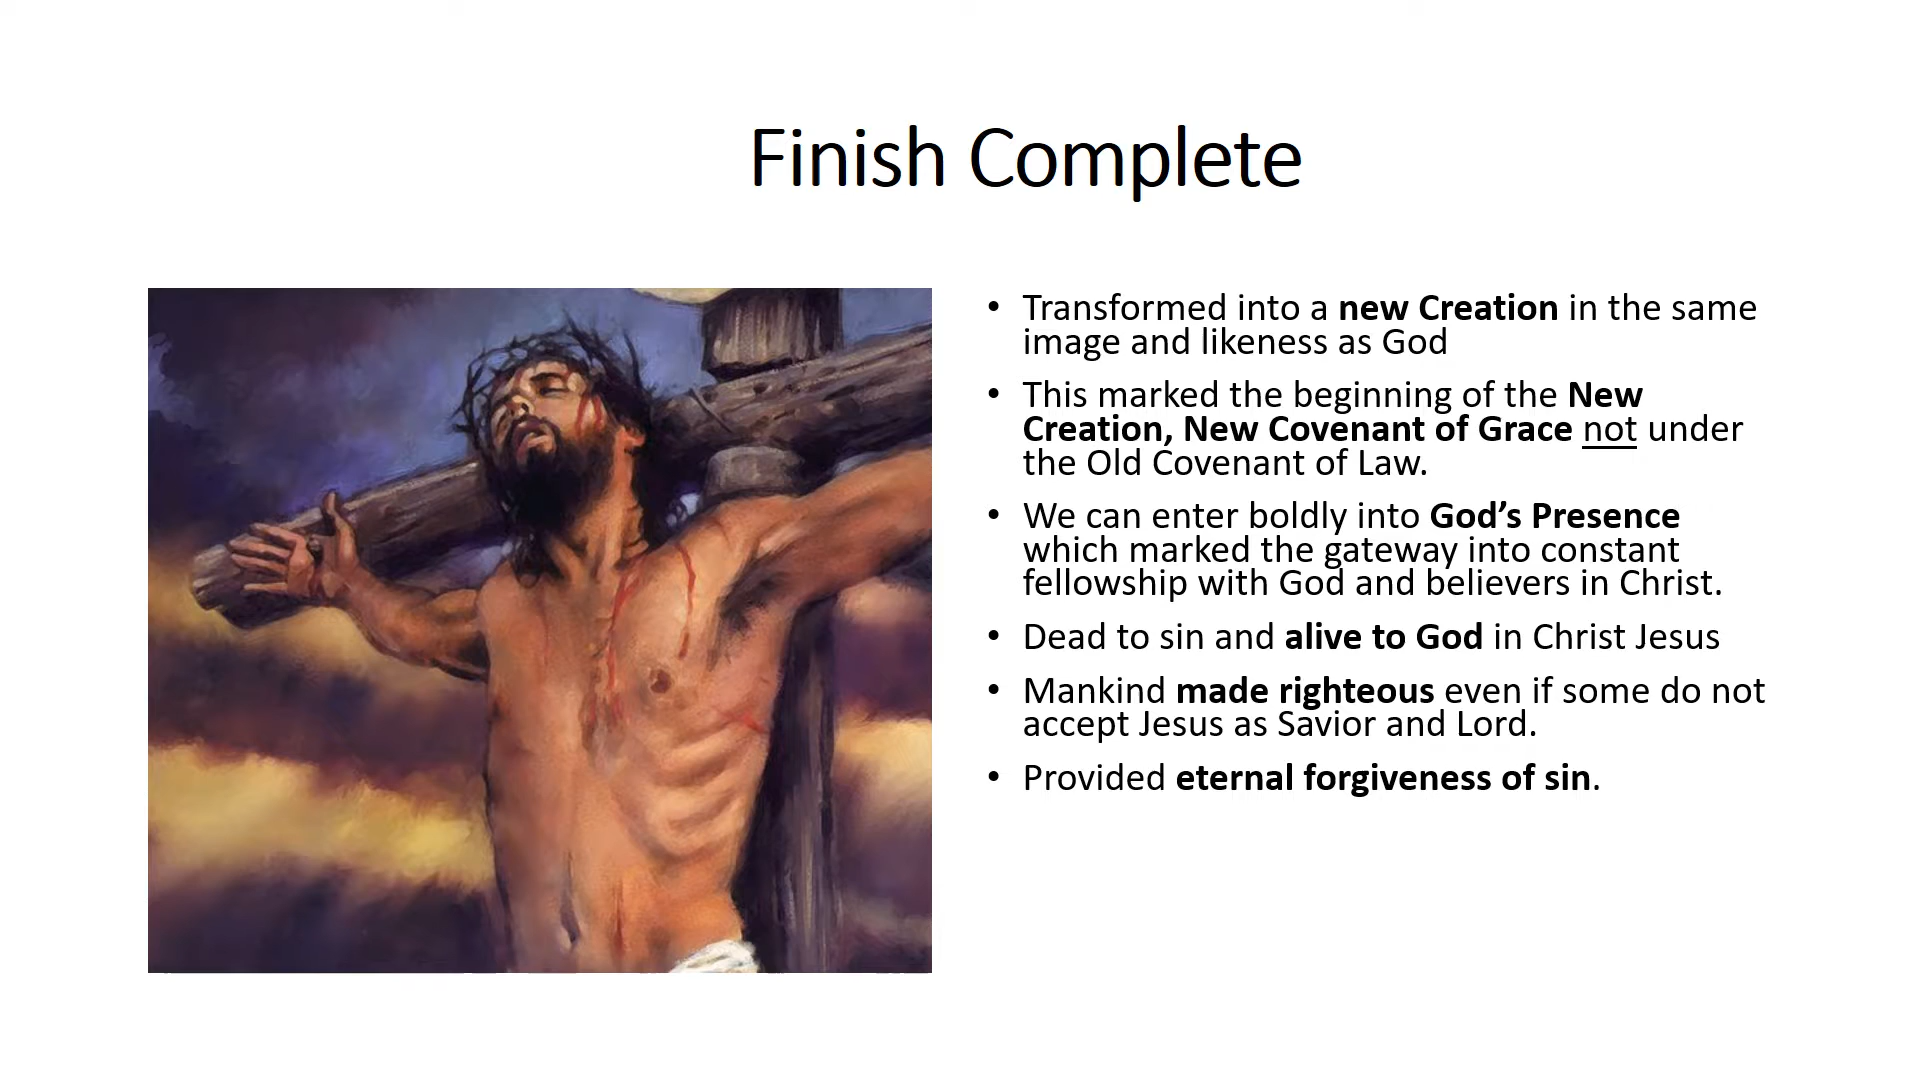 Finish Complete
• Transformed into a new Creation in the same
image and likeness as God
• This marked the beginning of the New
Creation, New Covenant of Grace not under
the Old Covenant of Law.
• We can enter boldly into God’s Presence
which marked the gateway into constant
fellowship with God and believers in Christ.
• Dead to sin and alive to God in Christ Jesus
• Mankind made righteous even if some do not
accept Jesus as Savior and Lord.
• Provided eternal forgiveness of sin.